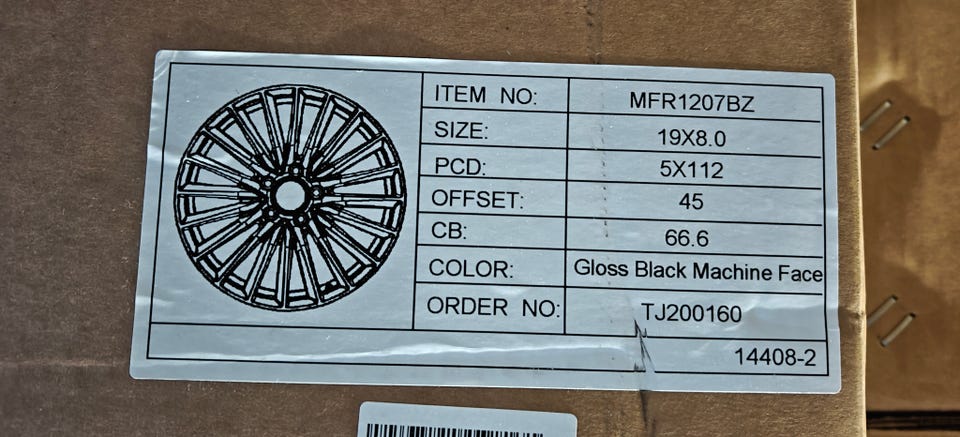 ITEM NO: MFR1207BZ
SIZE: 19X8.0
PCD: 5X112
OFFSET: 45
CB: 66.6
COLOR: Gloss Black Machine Face
ORDER NO: TJ200160
14408-2